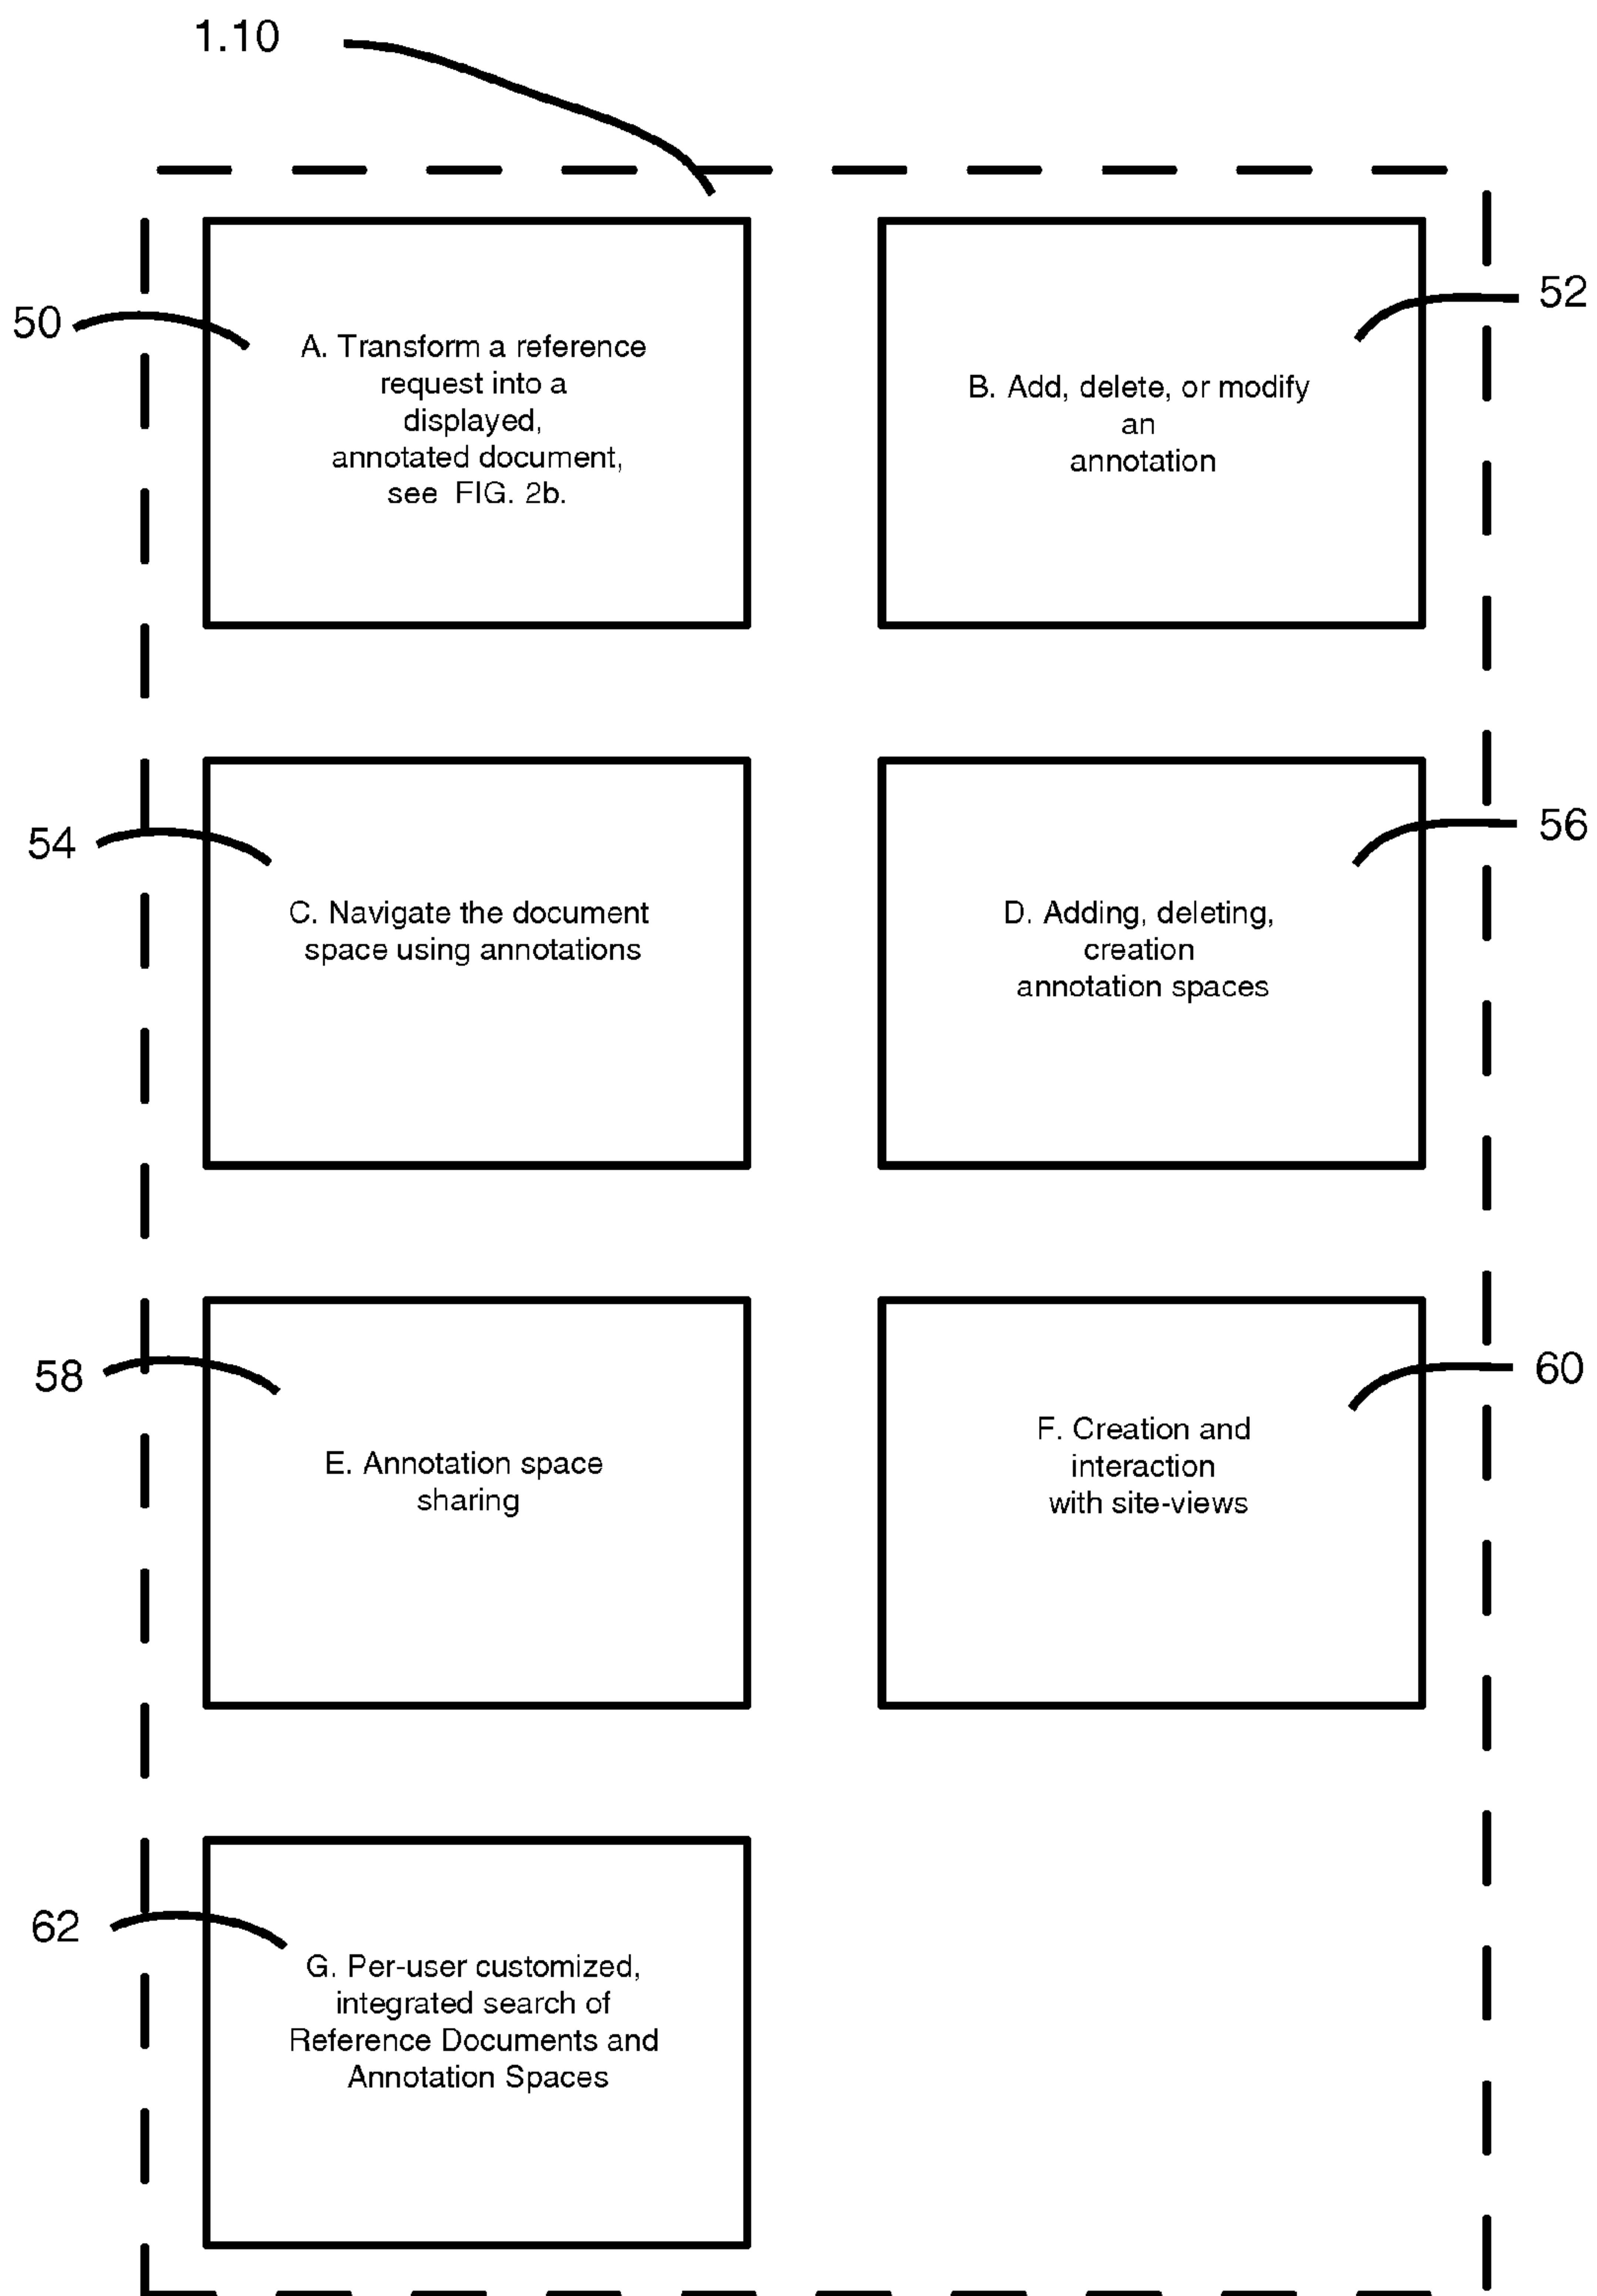 1.10
50
A. Transform a reference
request into a
displayed,
annotated document,
see FIG. 2b.
52
B. Add, delete, or modify
an
annotation
54
C. Navigate the document
space using annotations
56
D. Adding, deleting,
creation
annotation spaces
58
E. Annotation space
sharing
60
F. Creation and
interaction
with site-views
62
G. Per-user customized,
integrated search of
Reference Documents and
Annotation Spaces